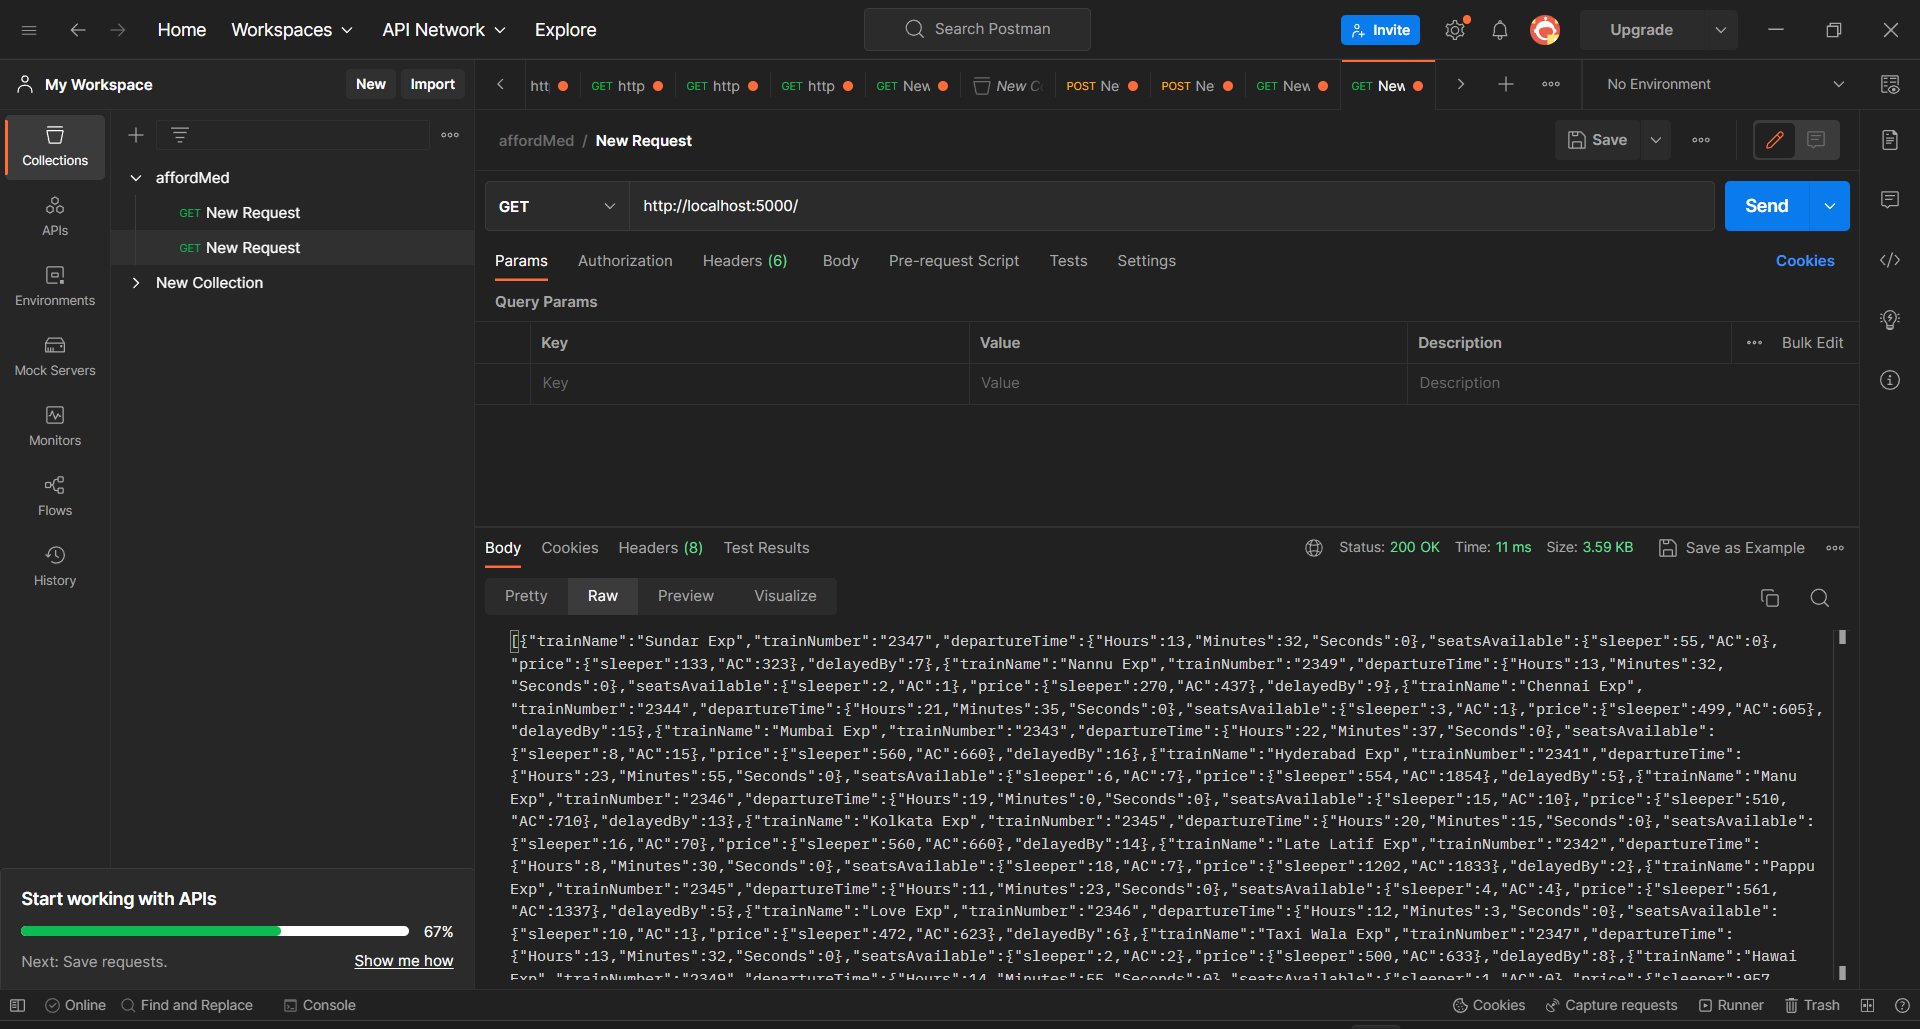 Home Workspaces API Network Explore Search Postman Invite Upgrade
My Workspace New Import GET http GET http GET http GET New New C POST Ne POST Ne GET New GET New No Environment
affordMed / New Request Save
Collections
affordMed
GET New Request
GET New Request
New Collection
APIs
Environments
Mock Servers
Monitors
Flows
History
GET http://localhost:5000/ Send
Params Authorization Headers (6) Body Pre-request Script Tests Settings Cookies
Query Params
Key Value Description Bulk Edit
Key Value Description
Body Cookies Headers (8) Test Results Status: 200 OK Time: 11 ms Size: 3.59 KB Save as Example
Pretty Raw Preview Visualize
[{"trainName":"Sundar Exp","trainNumber":"2347","departureTime":{"Hours":13,"Minutes":32,"Seconds":0},"seatsAvailable":{"sleeper":55,"AC":0},
"price":{"sleeper":133,"AC":323},"delayedBy":7},{"trainName":"Nannu Exp","trainNumber":"2349","departureTime":{"Hours":13,"Minutes":32,
"Seconds":0},"seatsAvailable":{"sleeper":2,"AC":1},"price":{"sleeper":270,"AC":437},"delayedBy":9},{"trainName":"Chennai Exp",
"trainNumber":"2344","departureTime":{"Hours":21,"Minutes":35,"Seconds":0},"seatsAvailable":{"sleeper":3,"AC":1},"price":{"sleeper":499,"AC":605},
"delayedBy":15},{"trainName":"Mumbai Exp","trainNumber":"2343","departureTime":{"Hours":22,"Minutes":37,"Seconds":0},"seatsAvailable":
{"sleeper":8,"AC":15},"price":{"sleeper":560,"AC":660},"delayedBy":16},{"trainName":"Hyderabad Exp","trainNumber":"2341","departureTime":
{"Hours":23,"Minutes":55,"Seconds":0},"seatsAvailable":{"sleeper":6,"AC":7},"price":{"sleeper":554,"AC":1854},"delayedBy":5},{"trainName":"Manu
Exp","trainNumber":"2346","departureTime":{"Hours":19,"Minutes":0,"Seconds":0},"seatsAvailable":{"sleeper":15,"AC":10},"price":{"sleeper":510,
"AC":710},"delayedBy":13},{"trainName":"Kolkata Exp","trainNumber":"2345","departureTime":{"Hours":20,"Minutes":15,"Seconds":0},"seatsAvailable":
{"sleeper":16,"AC":70},"price":{"sleeper":560,"AC":660},"delayedBy":14},{"trainName":"Late Latif Exp","trainNumber":"2342","departureTime":
{"Hours":8,"Minutes":30,"Seconds":0},"seatsAvailable":{"sleeper":18,"AC":7},"price":{"sleeper":1202,"AC":1833},"delayedBy":2},{"trainName":"Pappu
Exp","trainNumber":"2345","departureTime":{"Hours":11,"Minutes":23,"Seconds":0},"seatsAvailable":{"sleeper":4,"AC":4},"price":{"sleeper":561,
"AC":1337},"delayedBy":5},{"trainName":"Love Exp","trainNumber":"2346","departureTime":{"Hours":12,"Minutes":3,"Seconds":0},"seatsAvailable":
{"sleeper":10,"AC":1},"price":{"sleeper":472,"AC":623},"delayedBy":6},{"trainName":"Taxi Wala Exp","trainNumber":"2347","departureTime":
{"Hours":13,"Minutes":32,"Seconds":0},"seatsAvailable":{"sleeper":2,"AC":2},"price":{"sleeper":500,"AC":633},"delayedBy":8},{"trainName":"Hawai
Exp","trainNumber":"2349","departureTime":{"Hours":14,"Minutes":55,"Seconds":0},"seatsAvailable":{"sleeper":1,"AC":0},"price":{"sleeper":957,
Start working with APIs
67%
Next: Save requests. Show me how
Online Find and Replace Console Cookies Capture requests Runner Trash